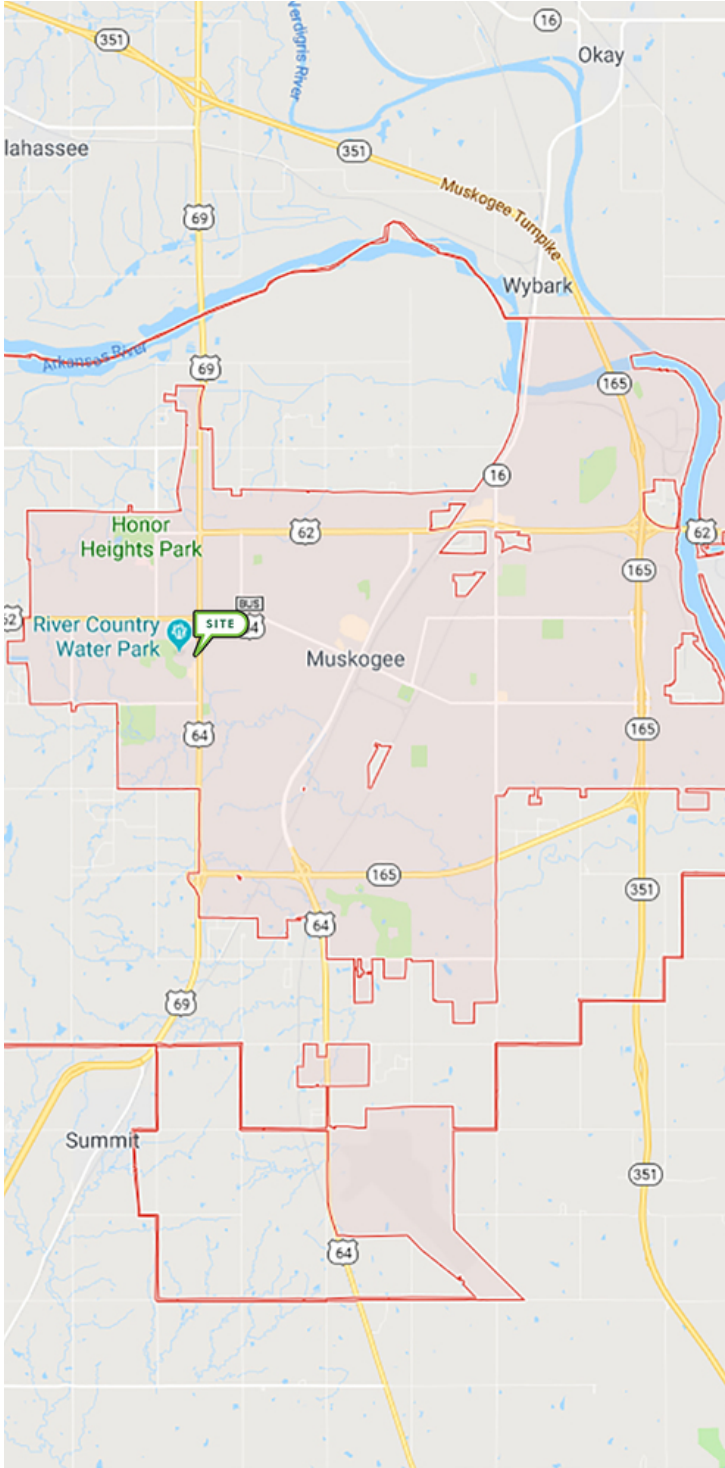 16
351
Verdigris River
Okay
lahassee
351
Muskogee Turnpike
69
Wybark
Arkansas River
69
165
16
Honor
Heights Park
62
62
165
62
BUS
River Country
Water Park
SITE
4
Muskogee
64
165
165
351
64
69
Summit
351
64